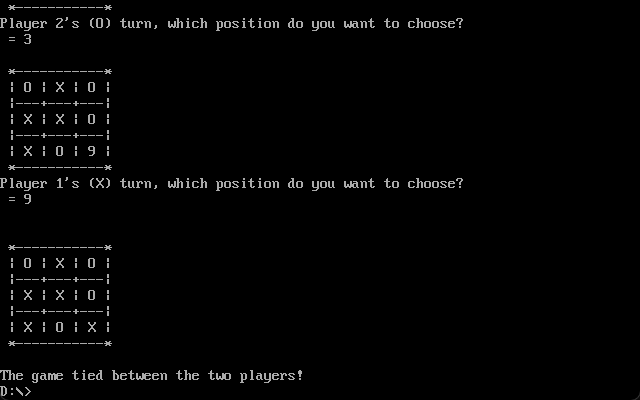 *-----------*
Player 2's (O) turn, which position do you want to choose?
= 3
*-----------*
¦ O ¦ X ¦ O ¦
¦---+---+---¦
¦ X ¦ X ¦ O ¦
¦---+---+---¦
¦ X ¦ O ¦ 9 ¦
*-----------*
Player 1's (X) turn, which position do you want to choose?
= 9
*-----------*
¦ O ¦ X ¦ O ¦
¦---+---+---¦
¦ X ¦ X ¦ O ¦
¦---+---+---¦
¦ X ¦ O ¦ X ¦
*-----------*
The game tied between the two players!
D:\>